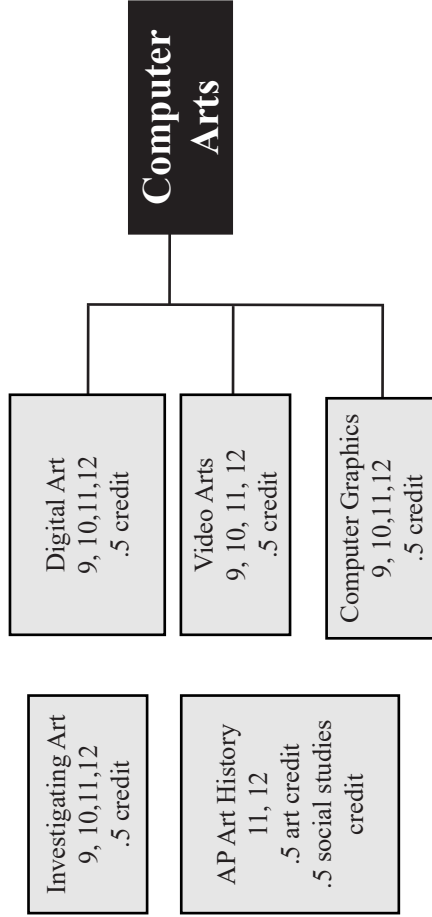 Computer
Arts
Digital Art
9, 10,11,12
.5 credit
Video Arts
9, 10, 11, 12
.5 credit
Computer Graphics
9, 10,11,12
.5 credit
Investigating Art
9, 10,11,12
.5 credit
AP Art History
11, 12
.5 art credit
.5 social studies
credit